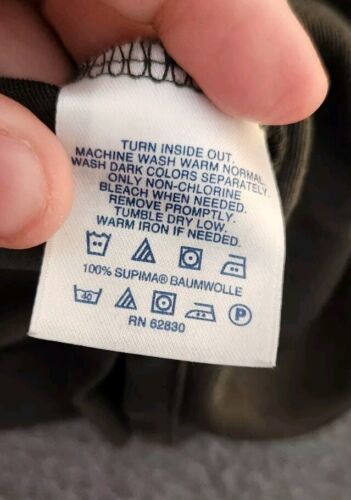 TURN INSIDE OUT.
MACHINE WASH WARM NORMAL.
WASH DARK COLORS SEPARATELY.
ONLY NON-CHLORINE
BLEACH WHEN NEEDED.
REMOVE PROMPTLY.
TUMBLE DRY LOW.
WARM IRON IF NEEDED.
100% SUPIMA® BAUMWOLLE
40 P
RN 62830